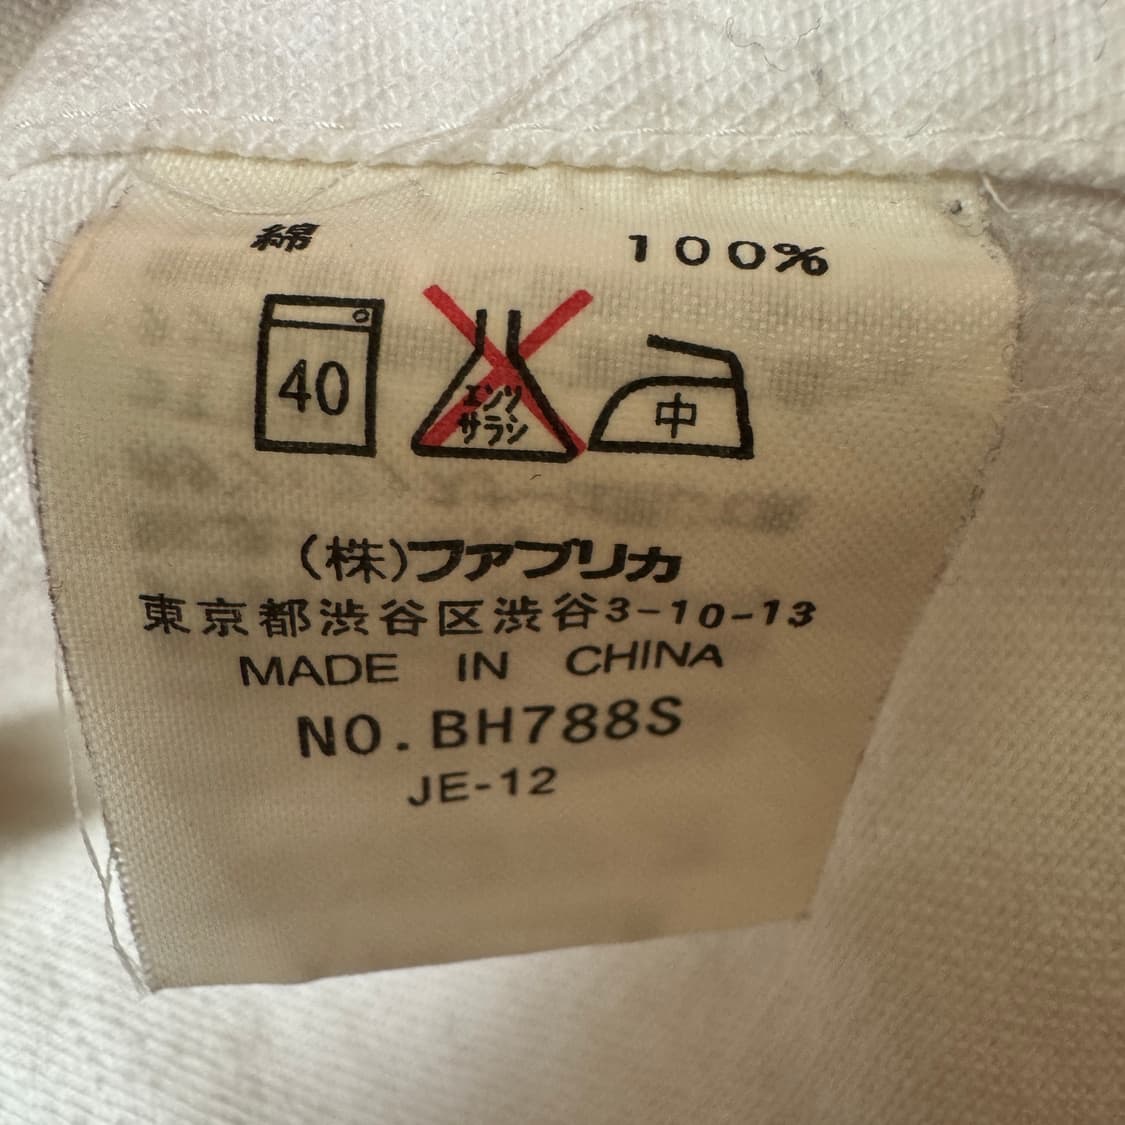 綿 100%
40 エンソ サラシ 中
(株)ファブリカ
東京都渋谷区渋谷3-10-13
MADE IN CHINA
NO.BH788S
JE-12